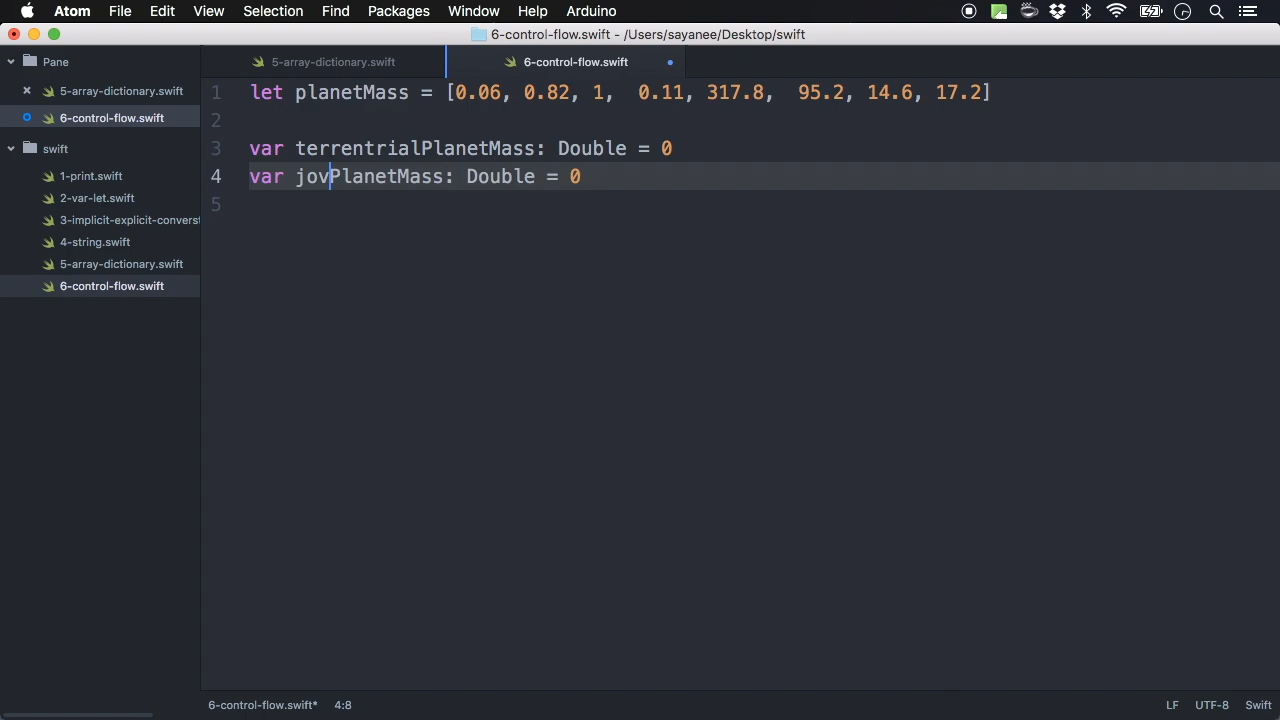 Atom File Edit View Selection Find Packages Window Help Arduino
6-control-flow.swift - /Users/sayanee/Desktop/swift
Pane
5-array-dictionary.swift
6-control-flow.swift
swift
1-print.swift
2-var-let.swift
3-implicit-explicit-converst
4-string.swift
5-array-dictionary.swift
6-control-flow.swift
5-array-dictionary.swift 6-control-flow.swift
1 let planetMass = [0.06, 0.82, 1,  0.11, 317.8,  95.2, 14.6, 17.2]
2
3 var terrentrialPlanetMass: Double = 0
4 var jovPlanetMass: Double = 0
5
6-control-flow.swift* 4:8 LF UTF-8 Swift